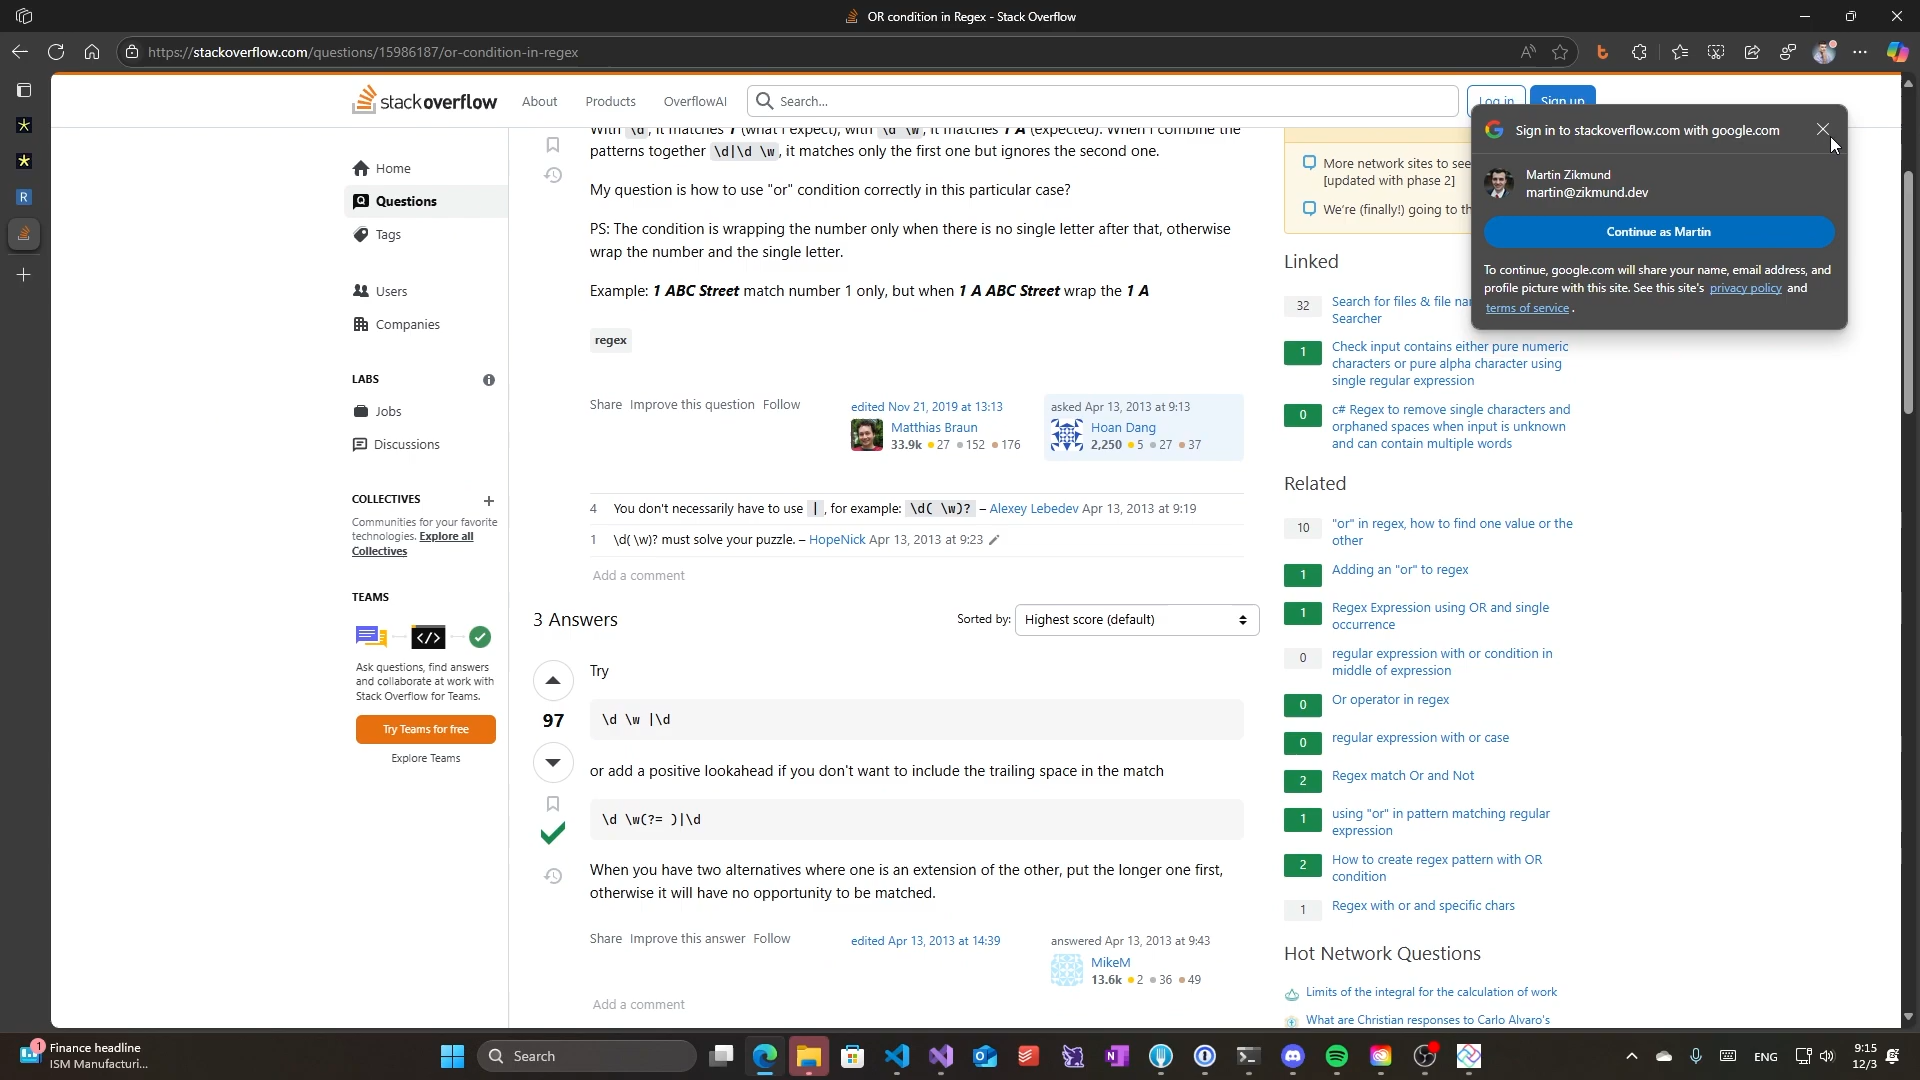 OR condition in Regex - Stack Overflow
https://stackoverflow.com/questions/15986187/or-condition-in-regex
stackoverflow
About
Products
OverflowAI
Search...
Log in
Sign up
Sign in to stackoverflow.com with google.com
Martin Zikmund
martin@zikmund.dev
Continue as Martin
To continue, google.com will share your name, email address, and
profile picture with this site. See this site's privacy policy and
terms of service.
Home
Questions
Tags
Users
Companies
LABS
Jobs
Discussions
COLLECTIVES
Communities for your favorite
technologies. Explore all
Collectives
TEAMS
</>
Ask questions, find answers
and collaborate at work with
Stack Overflow for Teams.
Try Teams for free
Explore Teams
With \d, it matches 1 (what I expect), with \d \w, it matches 1 A (expected). When I combine the
patterns together \d|\d \w, it matches only the first one but ignores the second one.
My question is how to use "or" condition correctly in this particular case?
PS: The condition is wrapping the number only when there is no single letter after that, otherwise
wrap the number and the single letter.
Example: 1 ABC Street match number 1 only, but when 1 A ABC Street wrap the 1 A
regex
Share Improve this question Follow
edited Nov 21, 2019 at 13:13
Matthias Braun
33.9k 27 152 176
asked Apr 13, 2013 at 9:13
Hoan Dang
2,250 5 27 37
4 You don't necessarily have to use |, for example: \d( \w)? – Alexey Lebedev Apr 13, 2013 at 9:19
1 \d( \w)? must solve your puzzle. – HopeNick Apr 13, 2013 at 9:23
Add a comment
3 Answers
Sorted by:
Highest score (default)
97
Try
\d \w |\d
or add a positive lookahead if you don't want to include the trailing space in the match
\d \w(?= )|\d
When you have two alternatives where one is an extension of the other, put the longer one first,
otherwise it will have no opportunity to be matched.
Share Improve this answer Follow
edited Apr 13, 2013 at 14:39
answered Apr 13, 2013 at 9:43
MikeM
13.6k 2 36 49
Add a comment
More network sites to see
[updated with phase 2]
We're (finally!) going to th
Linked
32 Search for files & file nar
Searcher
1 Check input contains either pure numeric
characters or pure alpha character using
single regular expression
0 c# Regex to remove single characters and
orphaned spaces when input is unknown
and can contain multiple words
Related
10 "or" in regex, how to find one value or the
other
1 Adding an "or" to regex
1 Regex Expression using OR and single
occurrence
0 regular expression with or condition in
middle of expression
0 Or operator in regex
0 regular expression with or case
2 Regex match Or and Not
1 using "or" in pattern matching regular
expression
2 How to create regex pattern with OR
condition
1 Regex with or and specific chars
Hot Network Questions
Limits of the integral for the calculation of work
What are Christian responses to Carlo Alvaro's
1
Finance headline
ISM Manufacturi...
Search
ENG
9:15
12/3